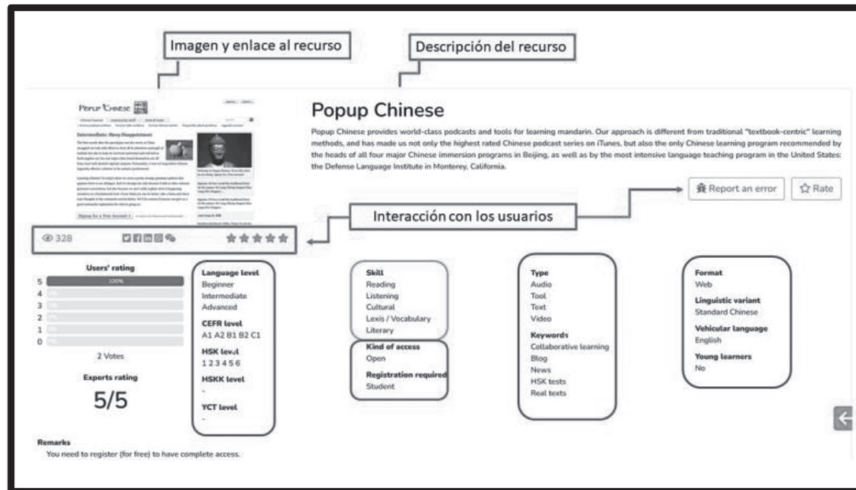 Imagen y enlace al recurso
Descripción del recurso
Popup Chinese
Popup Chinese
Popup Chinese provides world-class podcasts and tools for learning mandarin. Our approach is different from traditional "textbook-centric" learning
methods, and has made us not only the highest rated Chinese podcast series on iTunes, but also the only Chinese learning program recommended by
the heads of all four major Chinese immersion programs in Beijing, as well as by the most intensive language teaching program in the United States:
the Defense Language Institute in Monterey, California.
Intermediate: Messy Disappointment
Signup for a Free Account
Report an error
Rate
Interacción con los usuarios
328
Users' rating
5
100%
4
3
2
1
0
2 Votes
Experts rating
5/5
Language level
Beginner
Intermediate
Advanced
CEFR level
A1 A2 B1 B2 C1
HSK level
1 2 3 4 5 6
HSKK level
-
YCT level
-
Skill
Reading
Listening
Cultural
Lexis / Vocabulary
Literary
Kind of access
Open
Registration required
Student
Type
Audio
Tool
Text
Video
Keywords
Collaborative learning
Blog
News
HSK tests
Real texts
Format
Web
Linguistic variant
Standard Chinese
Vehicular language
English
Young learners
No
Remarks
You need to register (for free) to have complete access.